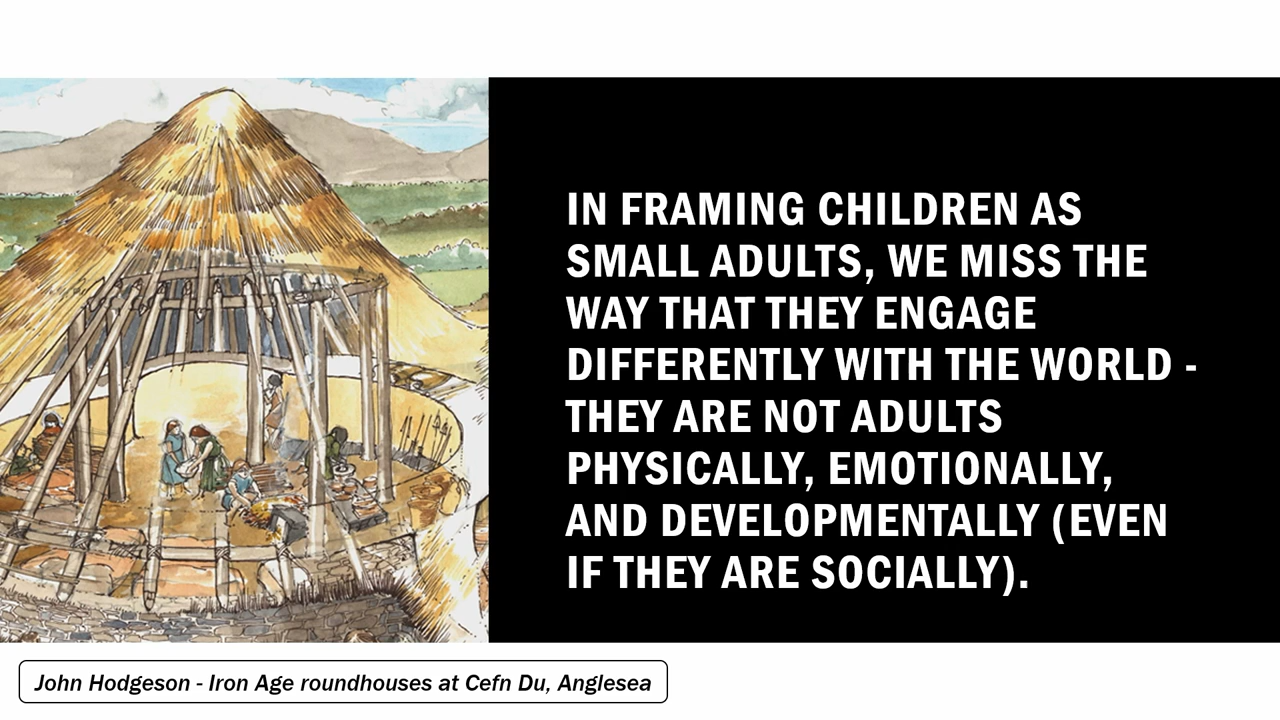 IN FRAMING CHILDREN AS
SMALL ADULTS, WE MISS THE
WAY THAT THEY ENGAGE
DIFFERENTLY WITH THE WORLD -
THEY ARE NOT ADULTS
PHYSICALLY, EMOTIONALLY,
AND DEVELOPMENTALLY (EVEN
IF THEY ARE SOCIALLY).
John Hodgeson - Iron Age roundhouses at Cefn Du, Anglesea